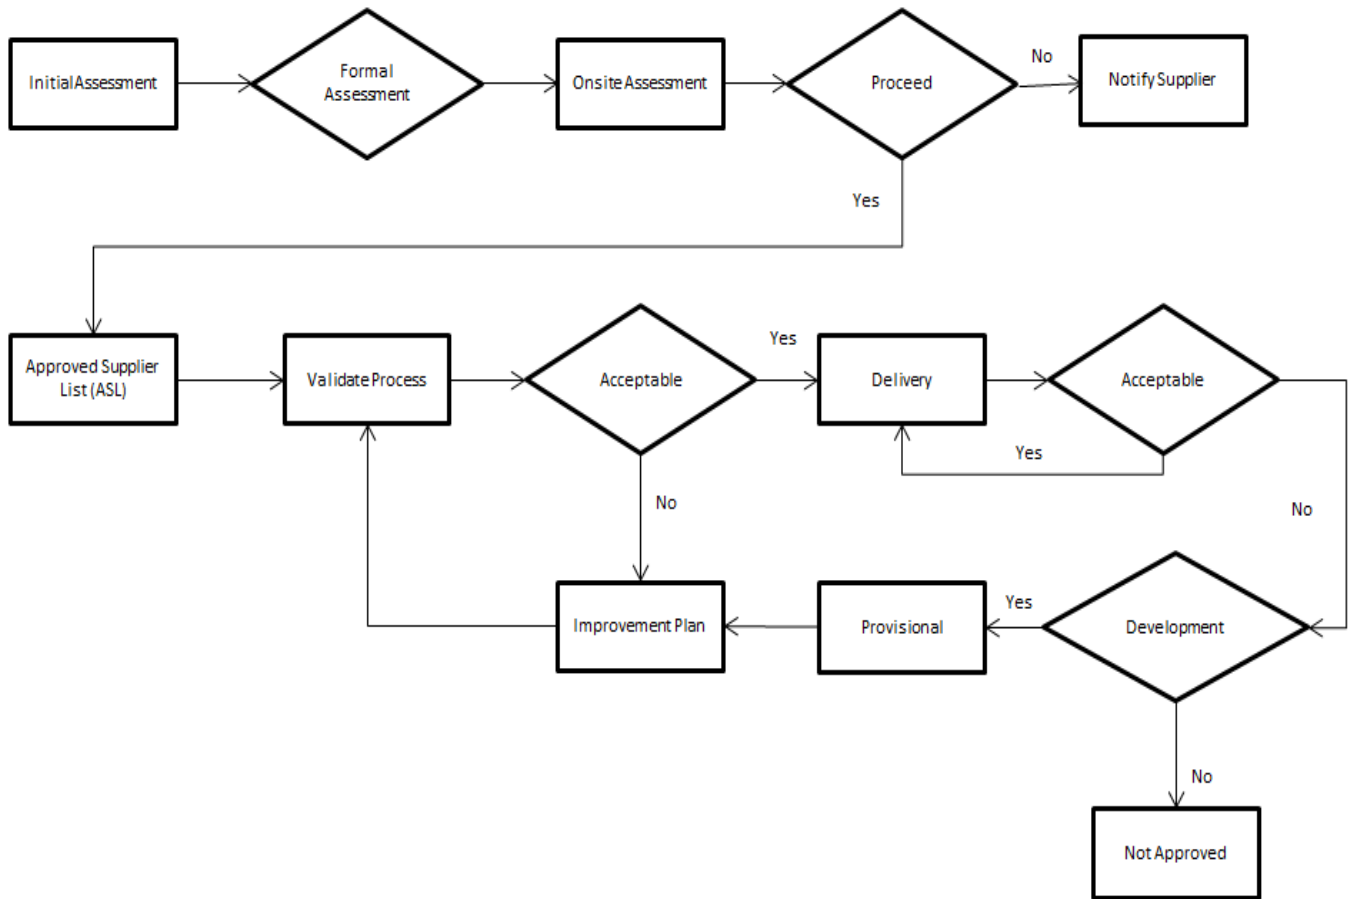 Initial Assessment
Formal
Assessment
Onsite Assessment
Proceed
No
Notify Supplier
Yes
Approved Supplier
List (ASL)
Validate Process
Acceptable
Yes
Delivery
Acceptable
Yes
No
No
Improvement Plan
Provisional
Yes
Development
No
Not Approved